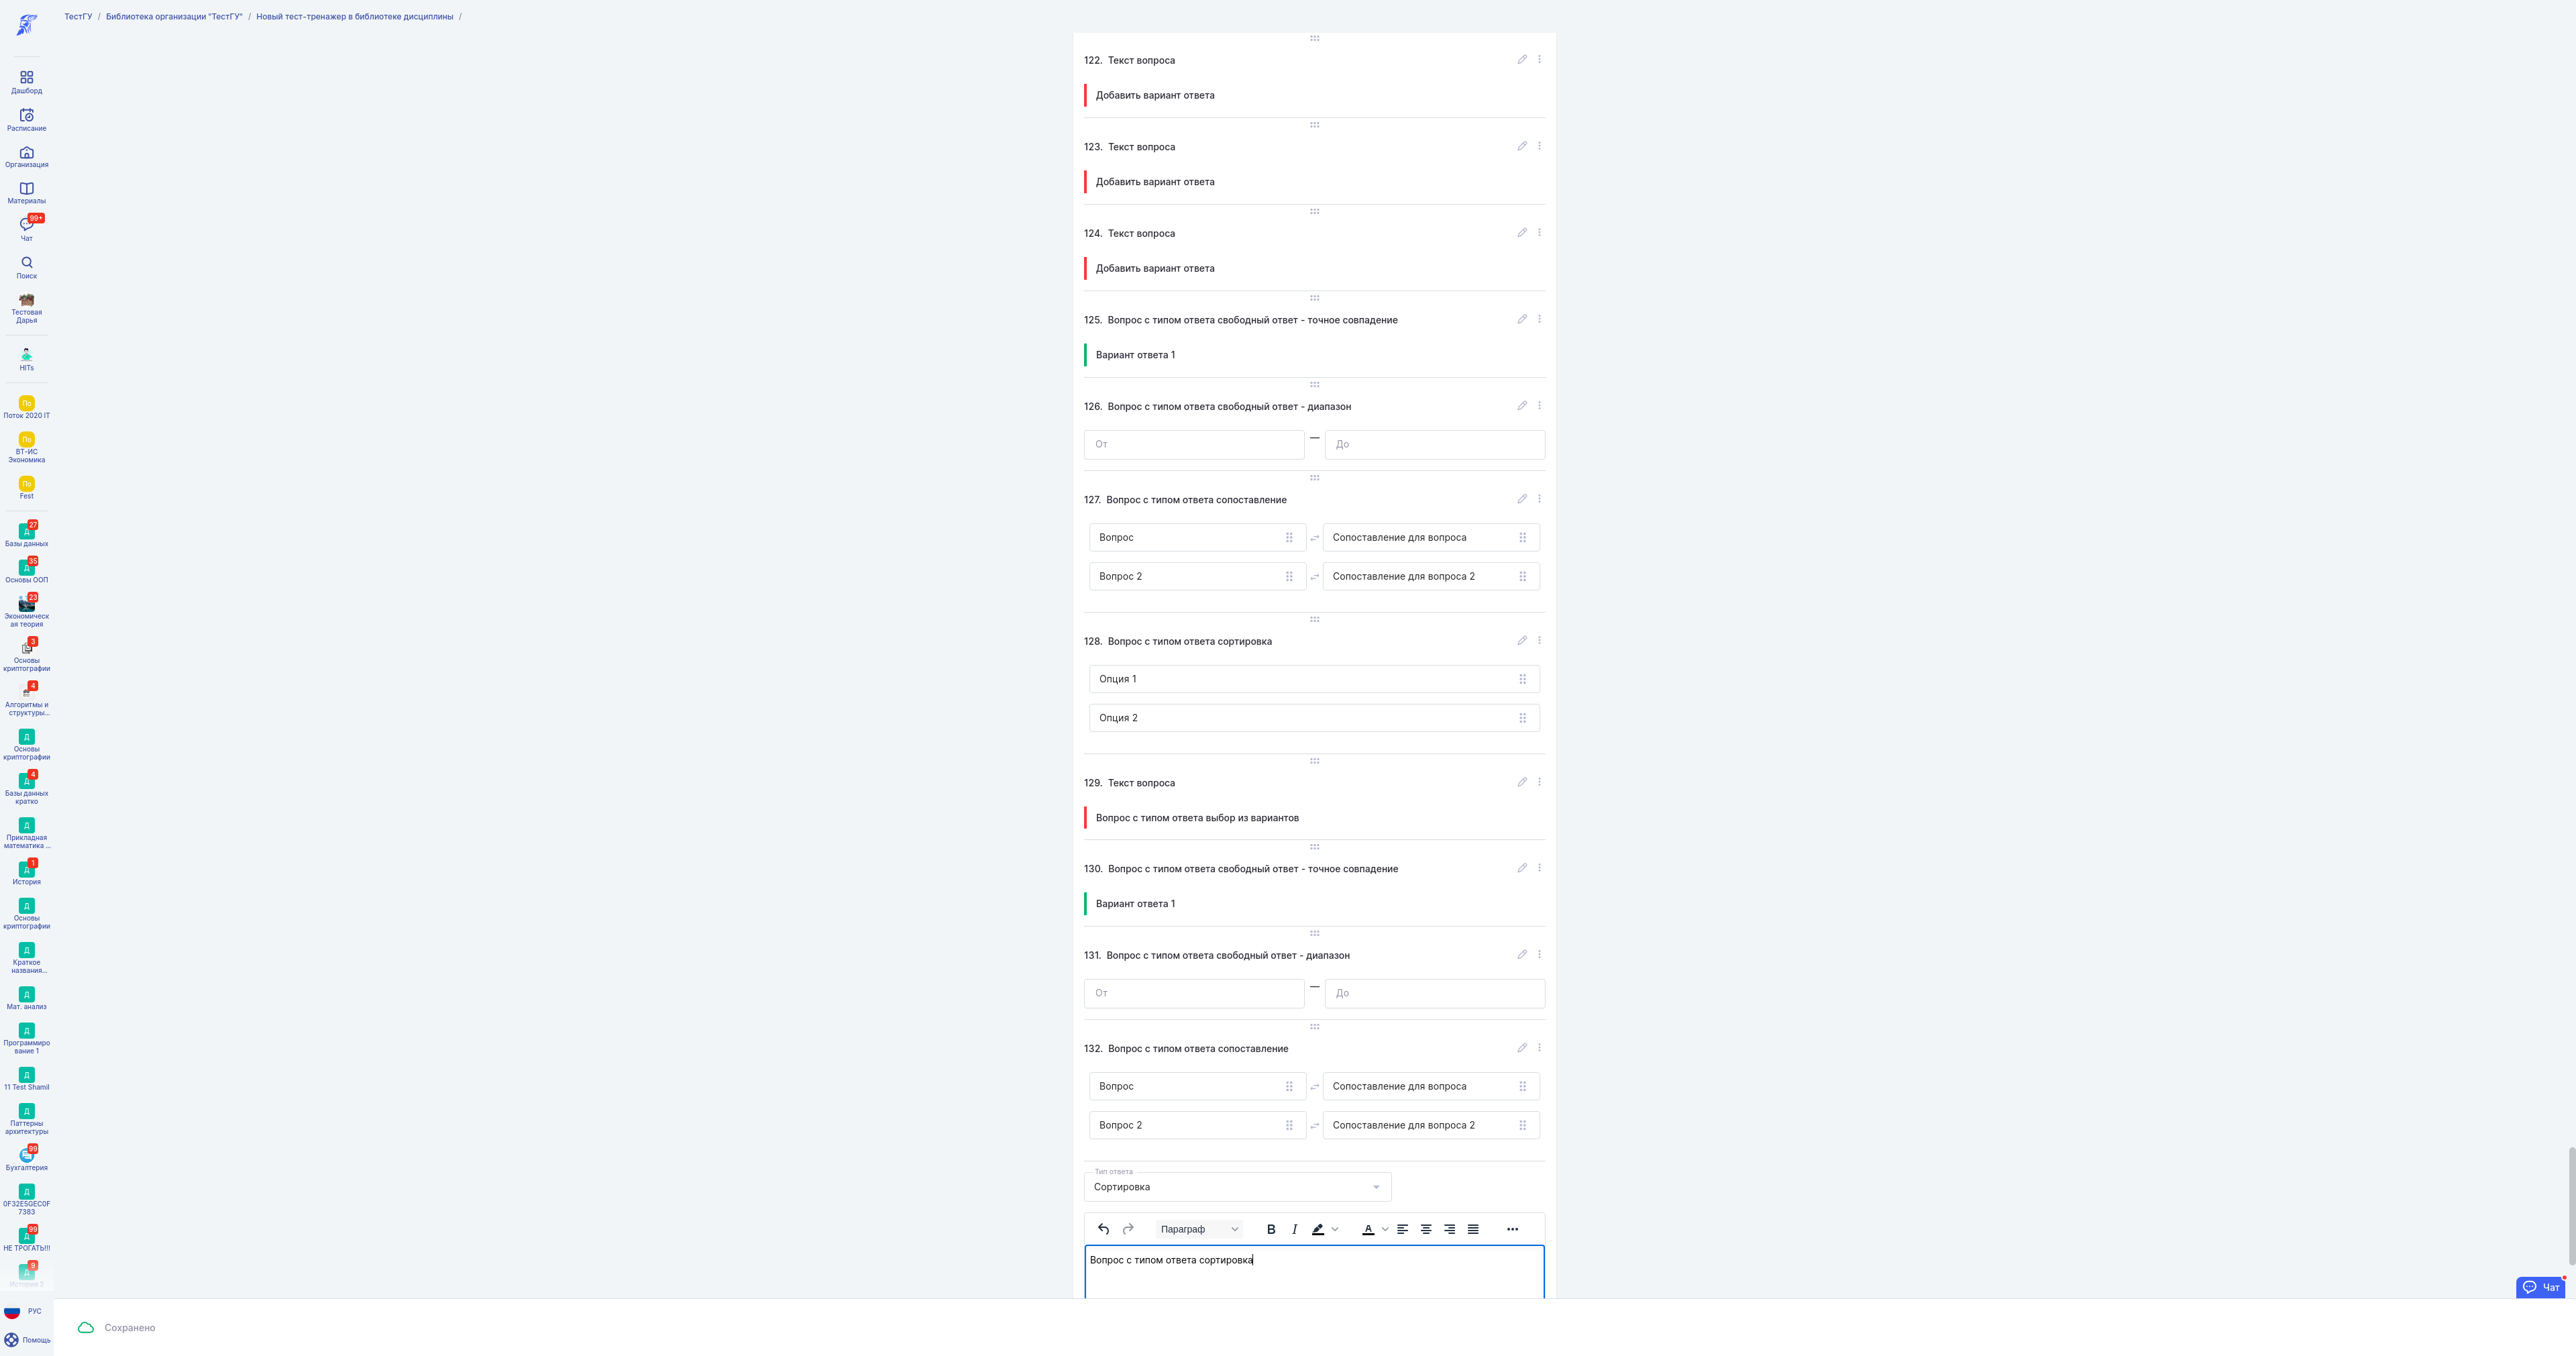 ТестГУ / Библиотека организации "ТестГУ" / Новый тест-тренажер в библиотеке дисциплины /
Дашборд
Расписание
Организация
Материалы
99+
Чат
Поиск
Тестовая
Дарья
HITs
По
Поток 2020 IT
По
ВТ-ИС
Экономика
По
Fest
27
Д
Базы данных
35
Д
Основы ООП
23
Экономическ
ая теория
3
Основы
криптографии
4
Алгоритмы и
структуры...
Д
Основы
криптографии
4
Д
Базы данных
кратко
Д
Прикладная
математика ...
1
Д
История
Д
Основы
криптографии
Д
Краткое
названия...
Д
Мат. анализ
Д
Программиро
вание 1
Д
11 Test Shamil
Д
Паттерны
архитектуры
99
Бухгалтерия
Д
0F32E5GEC0F
7383
99
Д
НЕ ТРОГАТЬ!!!
9
Д
История 2
РУС
Помощь
122. Текст вопроса
Добавить вариант ответа
123. Текст вопроса
Добавить вариант ответа
124. Текст вопроса
Добавить вариант ответа
125. Вопрос с типом ответа свободный ответ - точное совпадение
Вариант ответа 1
126. Вопрос с типом ответа свободный ответ - диапазон
От — До
127. Вопрос с типом ответа сопоставление
Вопрос Сопоставление для вопроса
Вопрос 2 Сопоставление для вопроса 2
128. Вопрос с типом ответа сортировка
Опция 1
Опция 2
129. Текст вопроса
Вопрос с типом ответа выбор из вариантов
130. Вопрос с типом ответа свободный ответ - точное совпадение
Вариант ответа 1
131. Вопрос с типом ответа свободный ответ - диапазон
От — До
132. Вопрос с типом ответа сопоставление
Вопрос Сопоставление для вопроса
Вопрос 2 Сопоставление для вопроса 2
Тип ответа
Сортировка
Параграф B I A
Вопрос с типом ответа сортировка
Чат
Сохранено